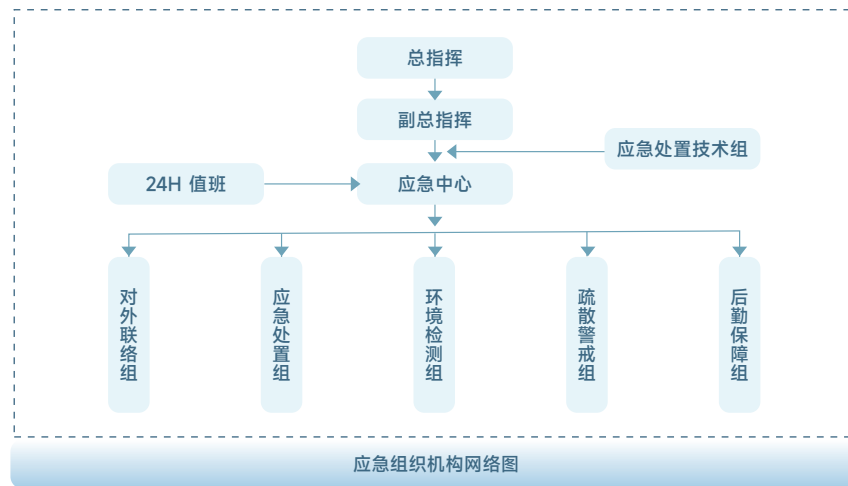 总指挥
副总指挥
应急处置技术组
24H 值班
应急中心
对外联络组
应急处置组
环境检测组
疏散警戒组
后勤保障组
应急组织机构网络图